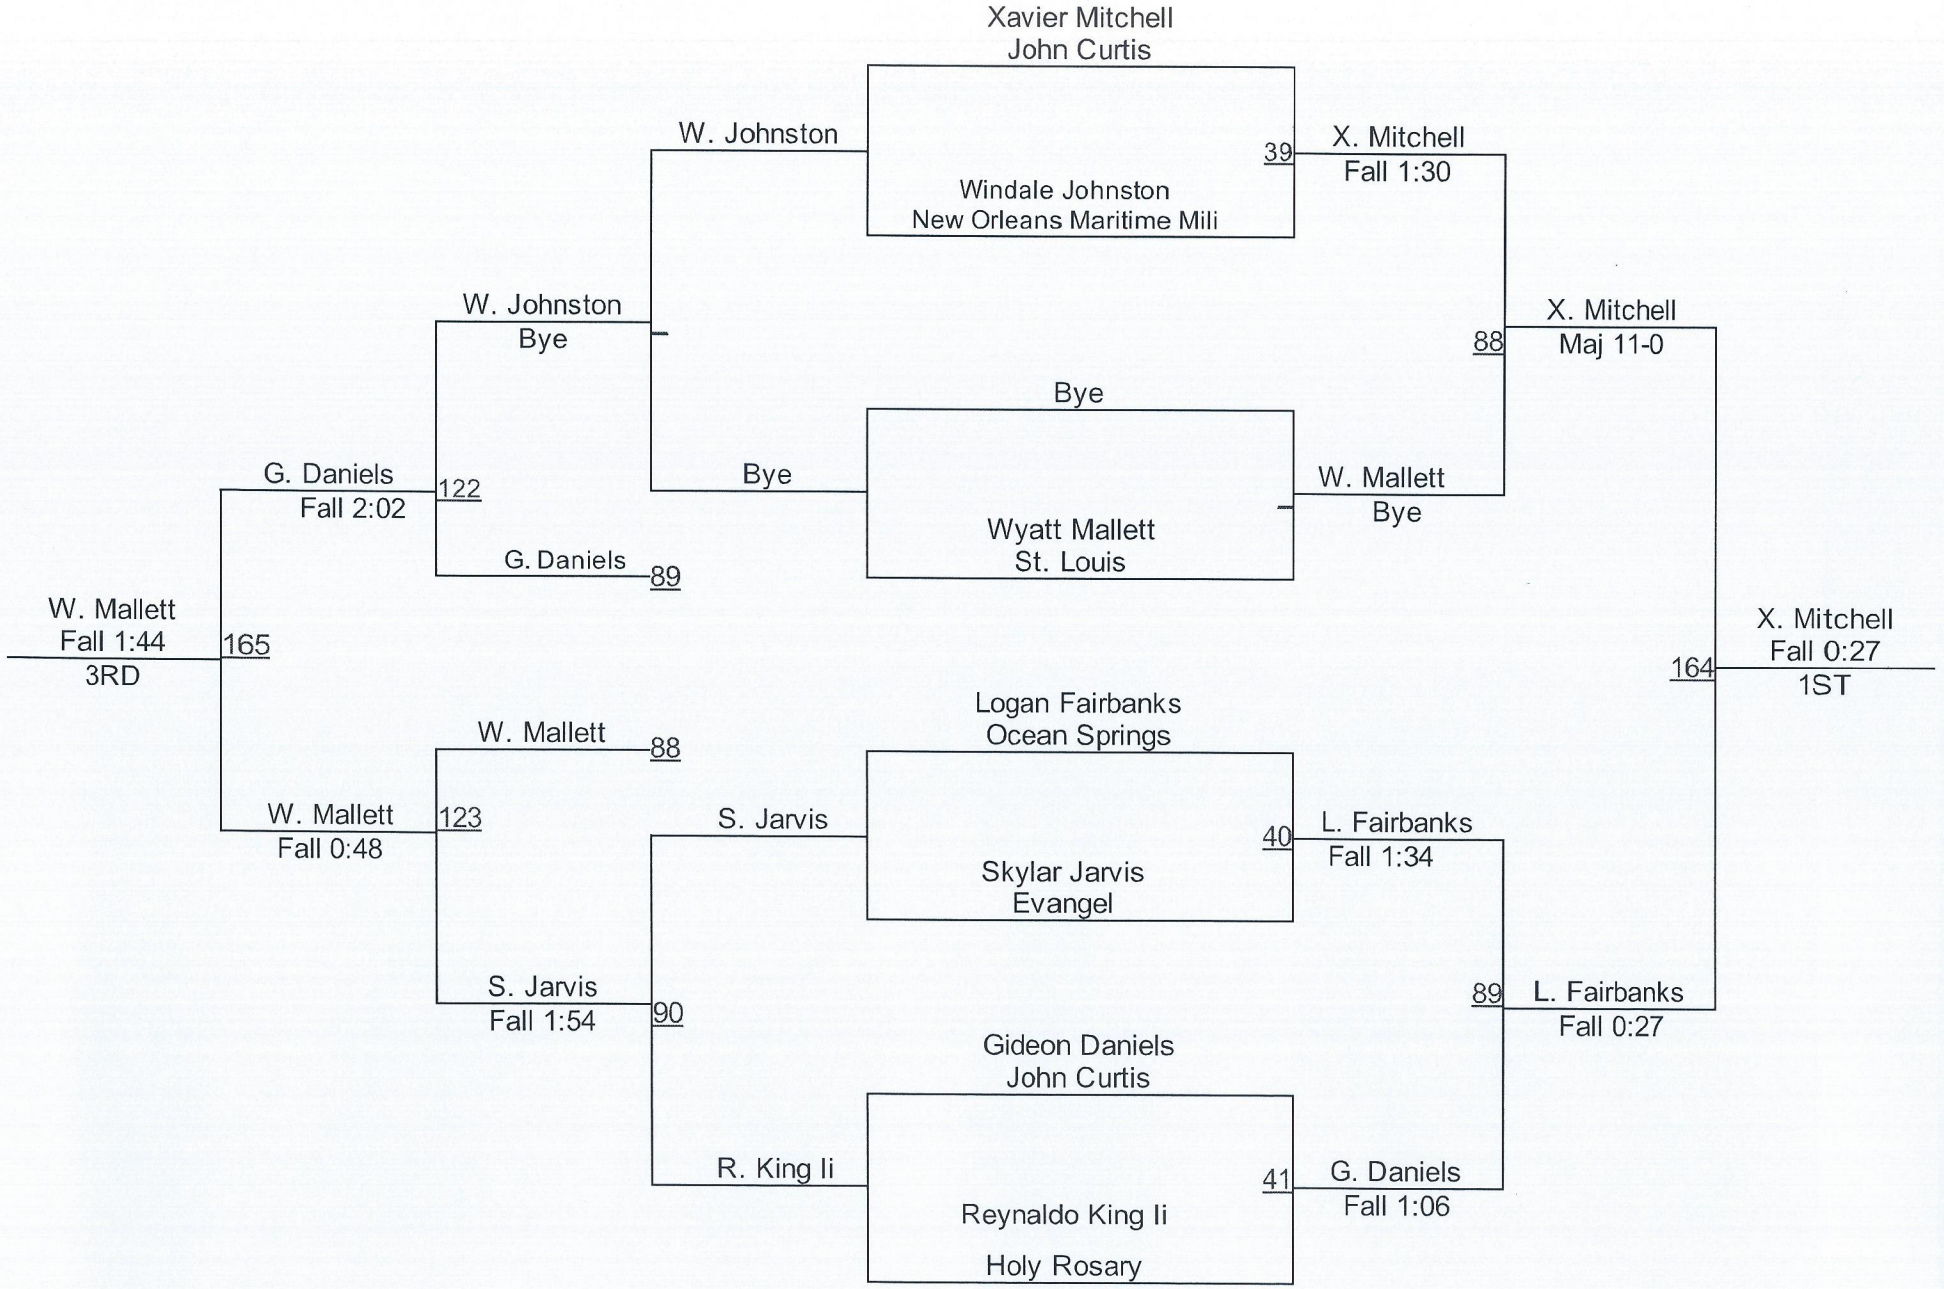 Xavier Mitchell
John Curtis
W. Johnston
39
X. Mitchell
Fall 1:30
Windale Johnston
New Orleans Maritime Mili
W. Johnston
Bye
88
X. Mitchell
Maj 11-0
Bye
G. Daniels
Fall 2:02
122
Bye
W. Mallett
Bye
Wyatt Mallett
St. Louis
G. Daniels
89
W. Mallett
Fall 1:44
3RD
165
164
X. Mitchell
Fall 0:27
1ST
Logan Fairbanks
Ocean Springs
W. Mallett
88
W. Mallett
Fall 0:48
123
S. Jarvis
40
L. Fairbanks
Fall 1:34
Skylar Jarvis
Evangel
S. Jarvis
Fall 1:54
90
89
L. Fairbanks
Fall 0:27
Gideon Daniels
John Curtis
R. King Ii
41
G. Daniels
Fall 1:06
Reynaldo King Ii
Holy Rosary